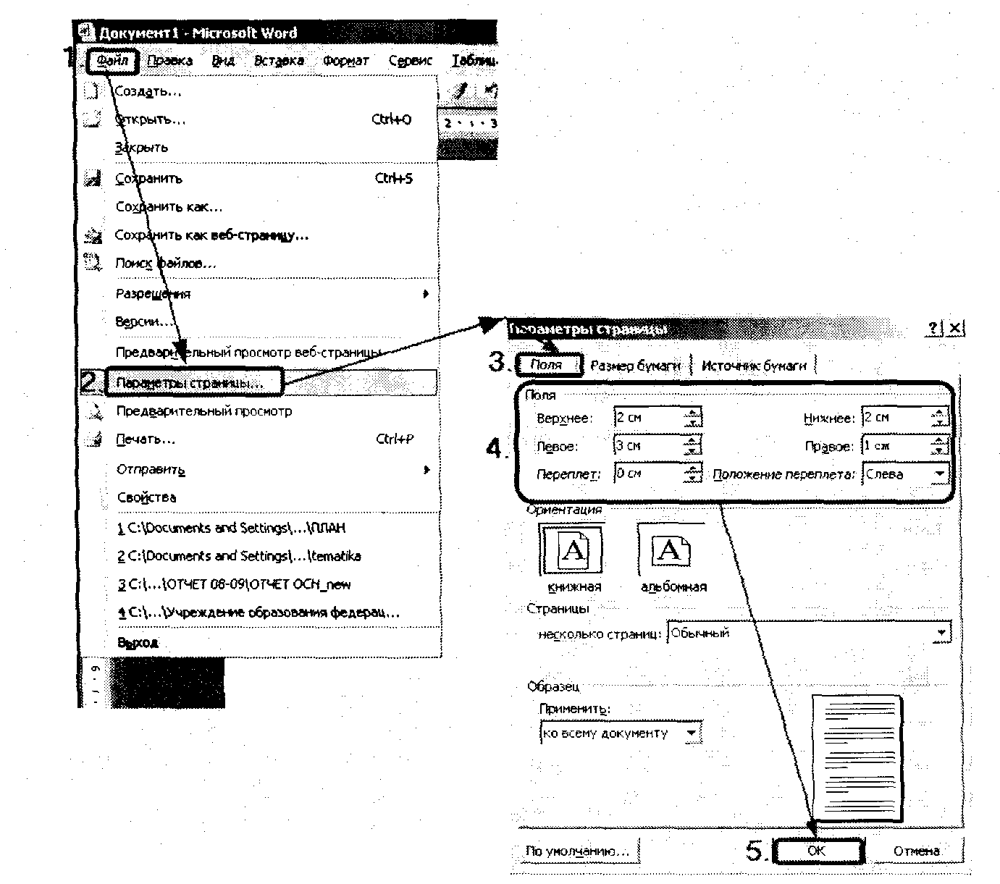 Документ1 - Microsoft Word
1. Файл Правка Вид Вставка Формат Сервис Таблиц
Создать...
Открыть... Ctrl+O
2 · ı · 3
Закрыть
Сохранить Ctrl+S
Сохранить как...
Сохранить как веб-страницу...
Поиск файлов...
Разрешения
Версии...
Предварительный просмотр веб-страницы
2. Параметры страницы...
Предварительный просмотр
Печать... Ctrl+P
Отправить
Свойства
1 C:\Documents and Settings\...\ПЛАН
2 C:\Documents and Settings\...\tematika
3 C:\...\ОТЧЕТ 08-09\ОТЧЕТ ОСН_new
4 C:\...\Учреждение образования федерац...
Выход
Параметры страницы ? ×
3. Поля Размер бумаги Источник бумаги
Поля
Верхнее: 2 см Нижнее: 2 см
4. Левое: 3 см Правое: 1 см
Переплет: 0 см Положение переплета: Слева
Ориентация
A A
книжная альбомная
Страницы
несколько страниц: Обычный
Образец
Применить:
ко всему документу
По умолчанию... 5. ОК Отмена